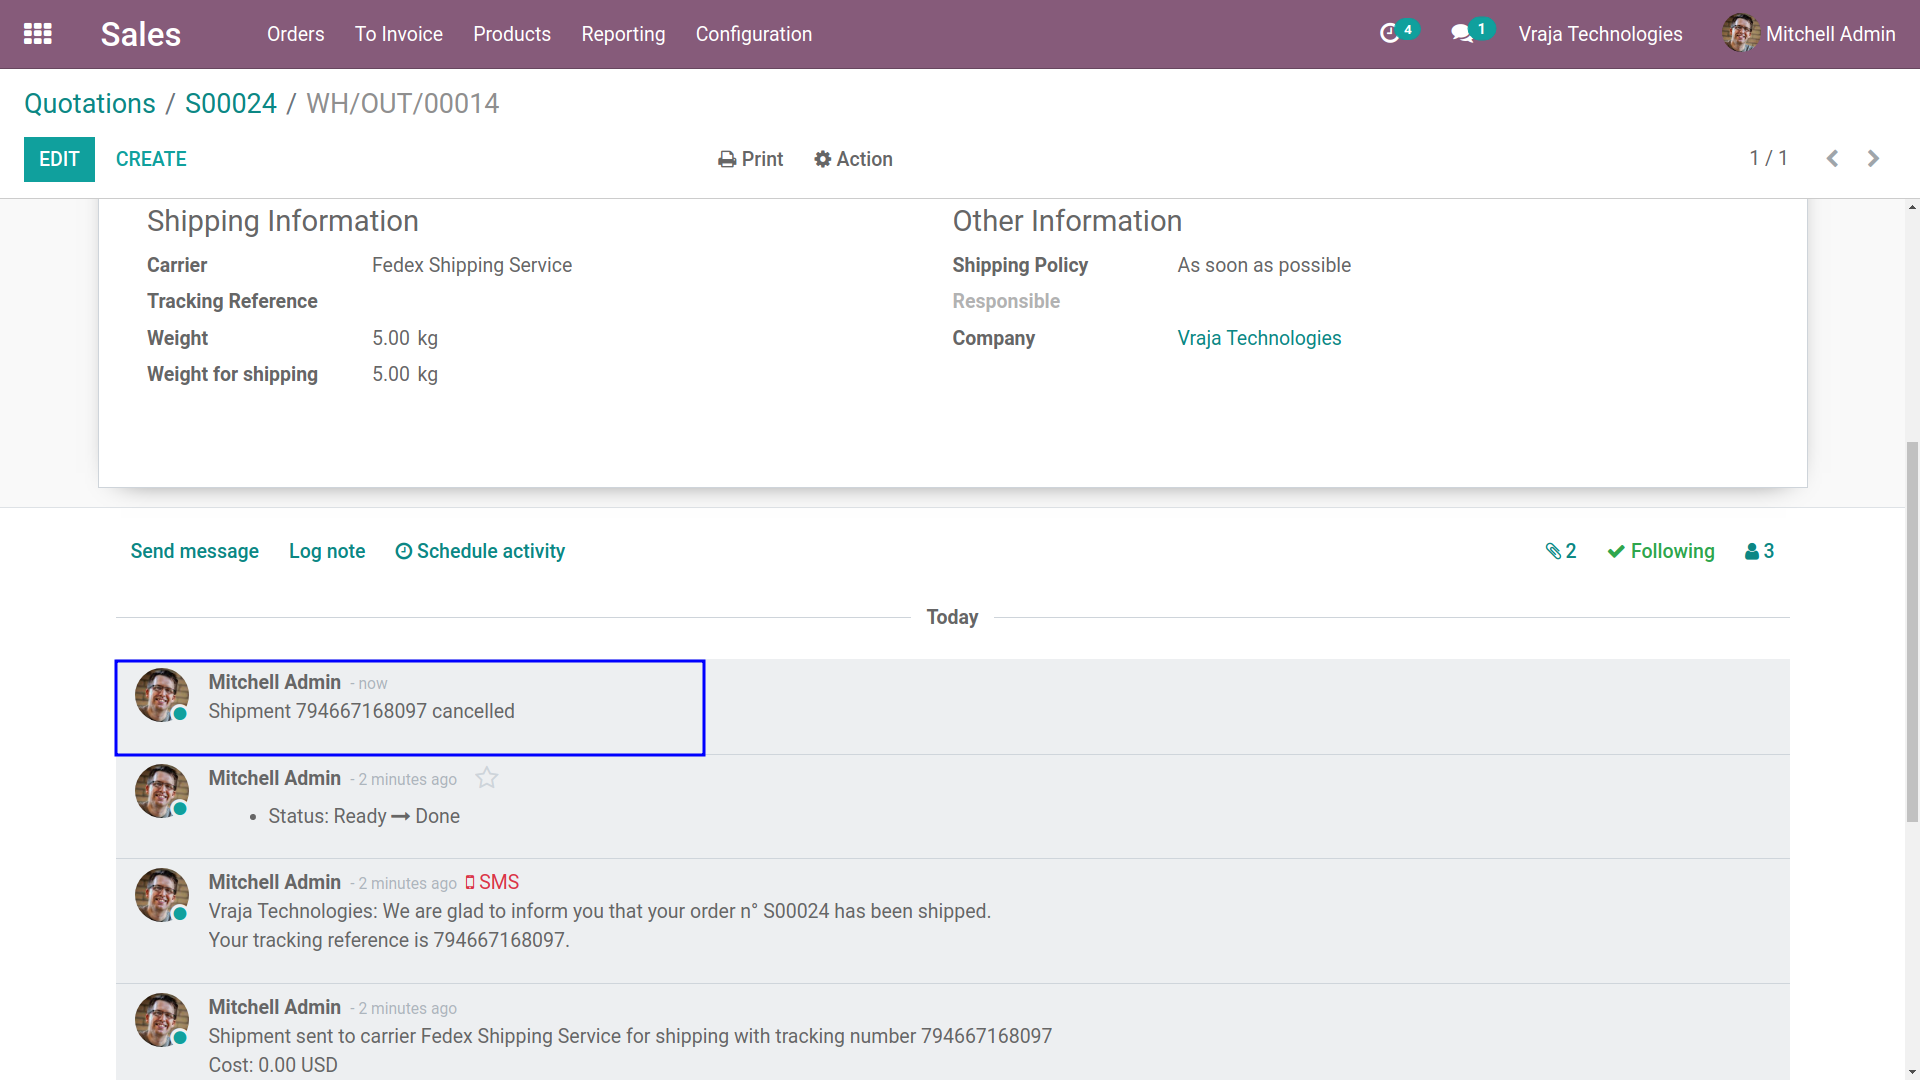 Sales Orders To Invoice Products Reporting Configuration 4 1 Vraja Technologies Mitchell Admin
Quotations / S00024 / WH/OUT/00014
EDIT CREATE Print Action 1 / 1
Shipping Information
Carrier Fedex Shipping Service
Tracking Reference
Weight 5.00 kg
Weight for shipping 5.00 kg
Other Information
Shipping Policy As soon as possible
Responsible
Company Vraja Technologies
Send message Log note Schedule activity 2 Following 3
Today
Mitchell Admin - now
Shipment 794667168097 cancelled
Mitchell Admin - 2 minutes ago
• Status: Ready → Done
Mitchell Admin - 2 minutes ago SMS
Vraja Technologies: We are glad to inform you that your order n° S00024 has been shipped.
Your tracking reference is 794667168097.
Mitchell Admin - 2 minutes ago
Shipment sent to carrier Fedex Shipping Service for shipping with tracking number 794667168097
Cost: 0.00 USD